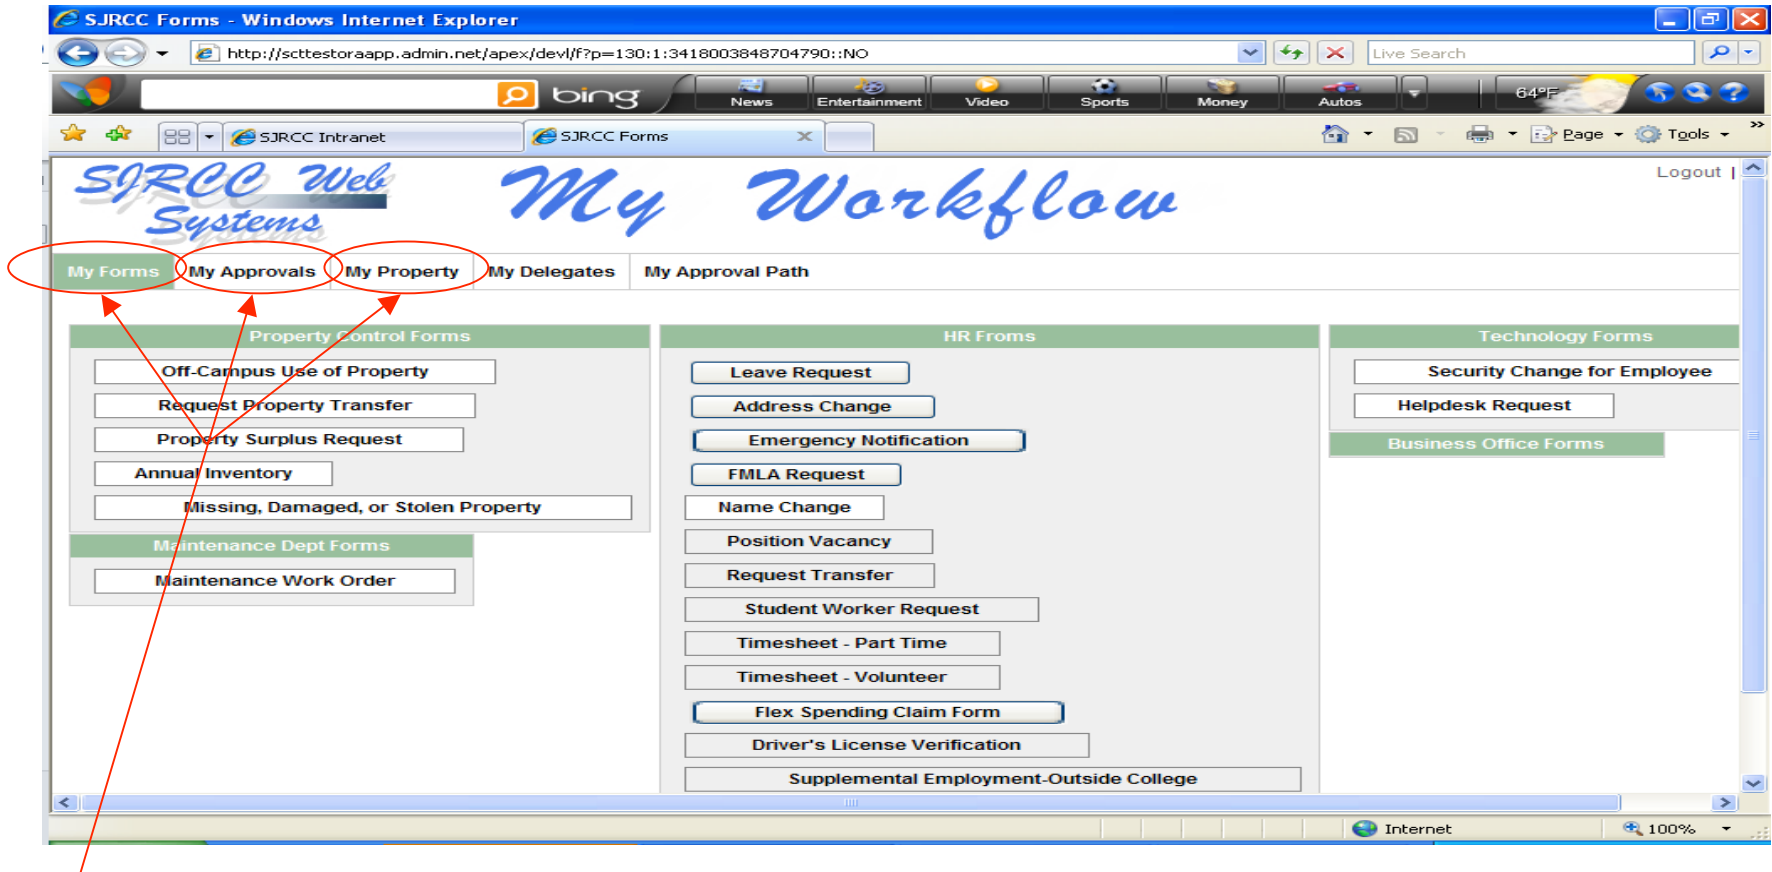 SJRCC Forms - Windows Internet Explorer
http://scttestoraapp.admin.net/apex/devl/f?p=130:1:3418003848704790::NO
Live Search
bing
News Entertainment Video Sports Money Autos
64°F
SJRCC Intranet
SJRCC Forms
Page
Tools
SJRCC Web
Systems
My Workflow
Logout |
My Forms My Approvals My Property My Delegates My Approval Path
Property Control Forms
Off-Campus Use of Property
Request Property Transfer
Property Surplus Request
Annual Inventory
Missing, Damaged, or Stolen Property
Maintenance Dept Forms
Maintenance Work Order
HR Froms
Leave Request
Address Change
Emergency Notification
FMLA Request
Name Change
Position Vacancy
Request Transfer
Student Worker Request
Timesheet - Part Time
Timesheet - Volunteer
Flex Spending Claim Form
Driver's License Verification
Supplemental Employment-Outside College
Technology Forms
Security Change for Employee
Helpdesk Request
Business Office Forms
Internet
100%